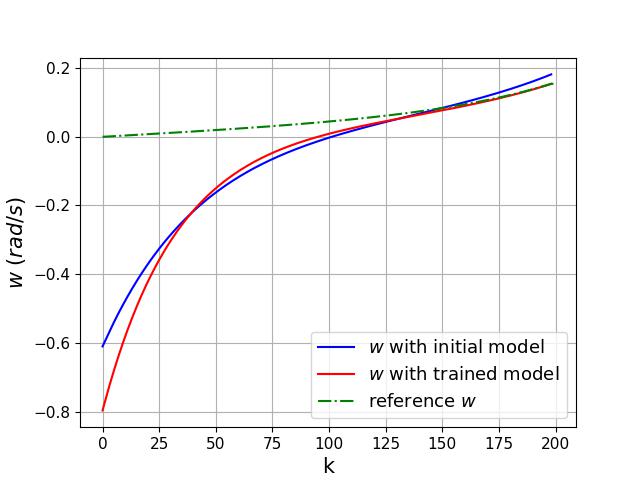 0.2
0.0
−0.2
−0.4
−0.6
−0.8
w (rad/s)
w with initial model
w with trained model
reference w
0 25 50 75 100 125 150 175 200
k